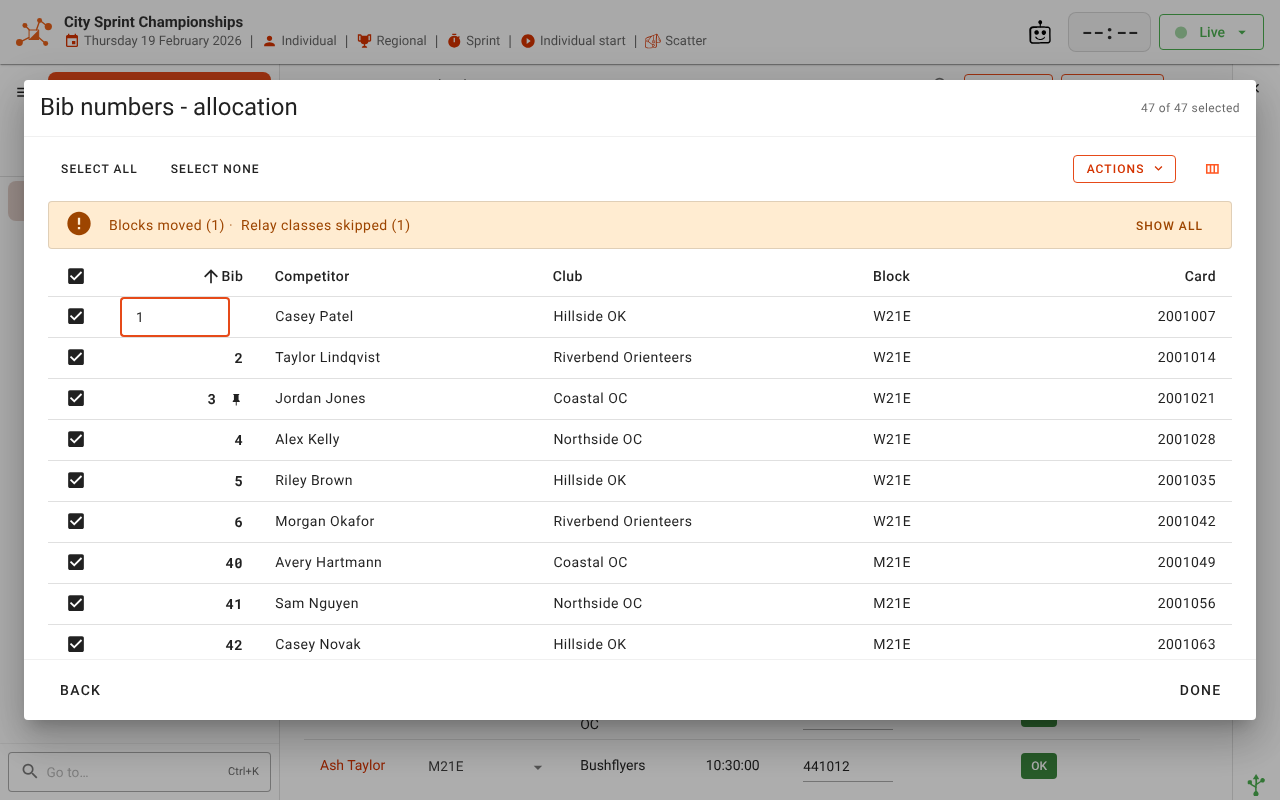 City Sprint Championships
Thursday 19 February 2026 | Individual | Regional | Sprint | Individual start | Scatter
--:--
Live
Bib numbers - allocation
47 of 47 selected
SELECT ALL
SELECT NONE
ACTIONS
Blocks moved (1) · Relay classes skipped (1)
SHOW ALL
Bib Competitor Club Block Card
1 Casey Patel Hillside OK W21E 2001007
2 Taylor Lindqvist Riverbend Orienteers W21E 2001014
3 Jordan Jones Coastal OC W21E 2001021
4 Alex Kelly Northside OC W21E 2001028
5 Riley Brown Hillside OK W21E 2001035
6 Morgan Okafor Riverbend Orienteers W21E 2001042
40 Avery Hartmann Coastal OC M21E 2001049
41 Sam Nguyen Northside OC M21E 2001056
42 Casey Novak Hillside OK M21E 2001063
BACK
DONE
OC
Ash Taylor M21E Bushflyers 10:30:00 441012 OK
Go to... Ctrl+K